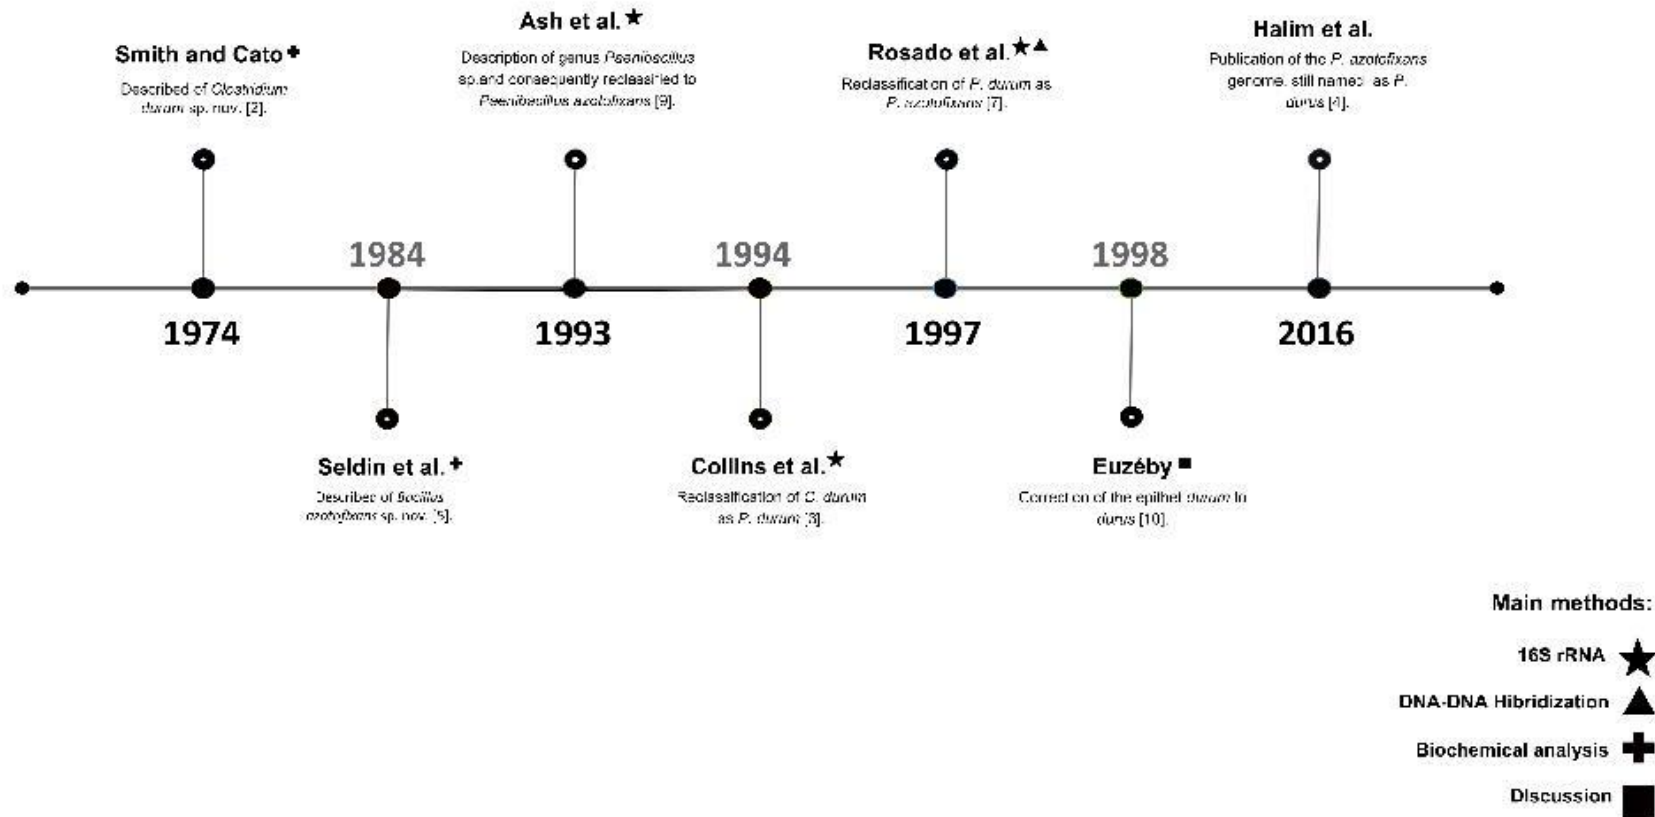 Ash et al.
Description of genus Paenibacillus
sp.and consequently reclassified to
Paenibacillus azotofixans [9].
Smith and Cato
Described of Clostridium
durum sp. nov. [2].
Rosado et al.
Reclassification of P. durum as
P. azotofixans [7].
Halim et al.
Publication of the P. azotofixans
genome, still named as P.
durus [4].
1984
1994
1998
1974
1993
1997
2016
Seldin et al.
Described of Bacillus
azotofixans sp. nov. [5].
Collins et al.
Reclassification of C. durum
as P. durum
Euzéby
Correction of the epithet durum to
durus [10].
Main methods:
16S rRNA
DNA-DNA Hibridization
Biochemical analysis
Discussion